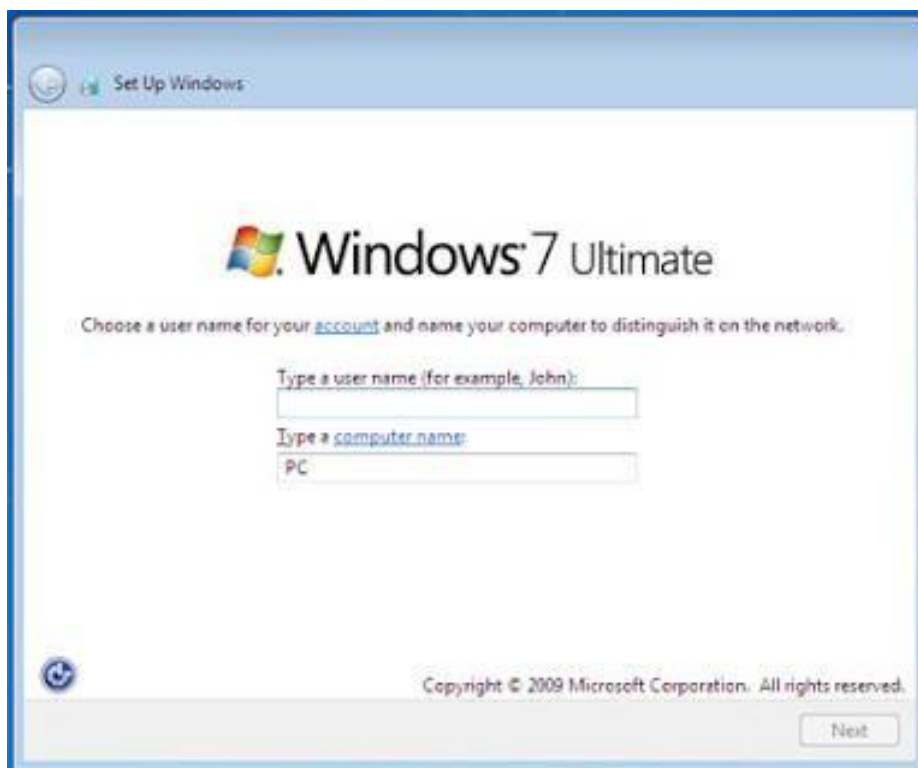 Set Up Windows
Windows 7 Ultimate
Choose a user name for your account and name your computer to distinguish it on the network.
Type a user name (for example, John):
Type a computer name:
PC
Copyright © 2009 Microsoft Corporation. All rights reserved.
Next